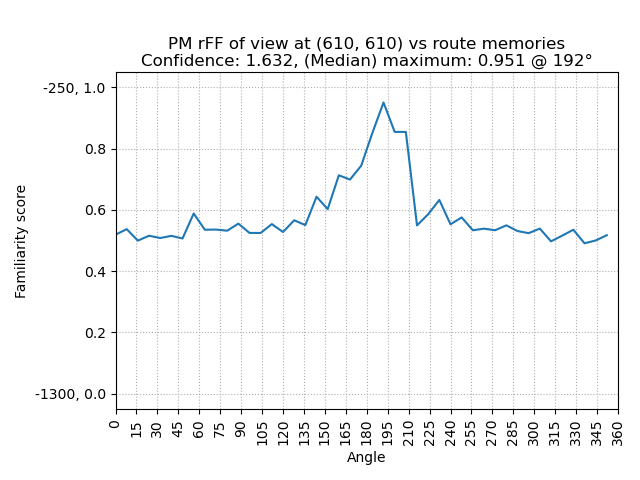 PM rFF of view at (610, 610) vs route memories
Confidence: 1.632, (Median) maximum: 0.951 @ 192°
-250, 1.0
0.8
0.6
0.4
0.2
-1300, 0.0
Familiarity score
0 15 30 45 60 75 90 105 120 135 150 165 180 195 210 225 240 255 270 285 300 315 330 345 360
Angle